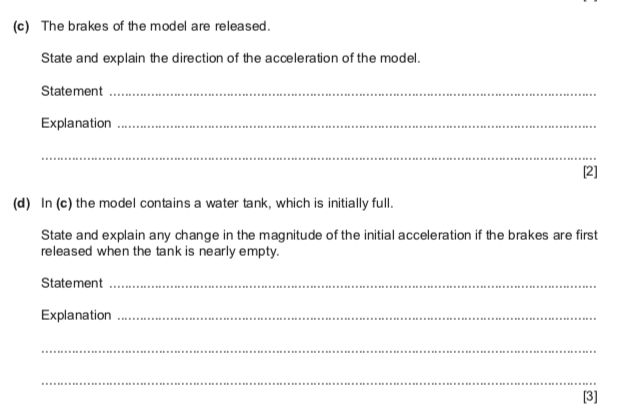 (c) The brakes of the model are released.
State and explain the direction of the acceleration of the model.
Statement ........................................................................................................................
Explanation ......................................................................................................................
...........................................................................................................................................
[2]
(d) In (c) the model contains a water tank, which is initially full.
State and explain any change in the magnitude of the initial acceleration if the brakes are first
released when the tank is nearly empty.
Statement ........................................................................................................................
Explanation ......................................................................................................................
...........................................................................................................................................
...........................................................................................................................................
[3]